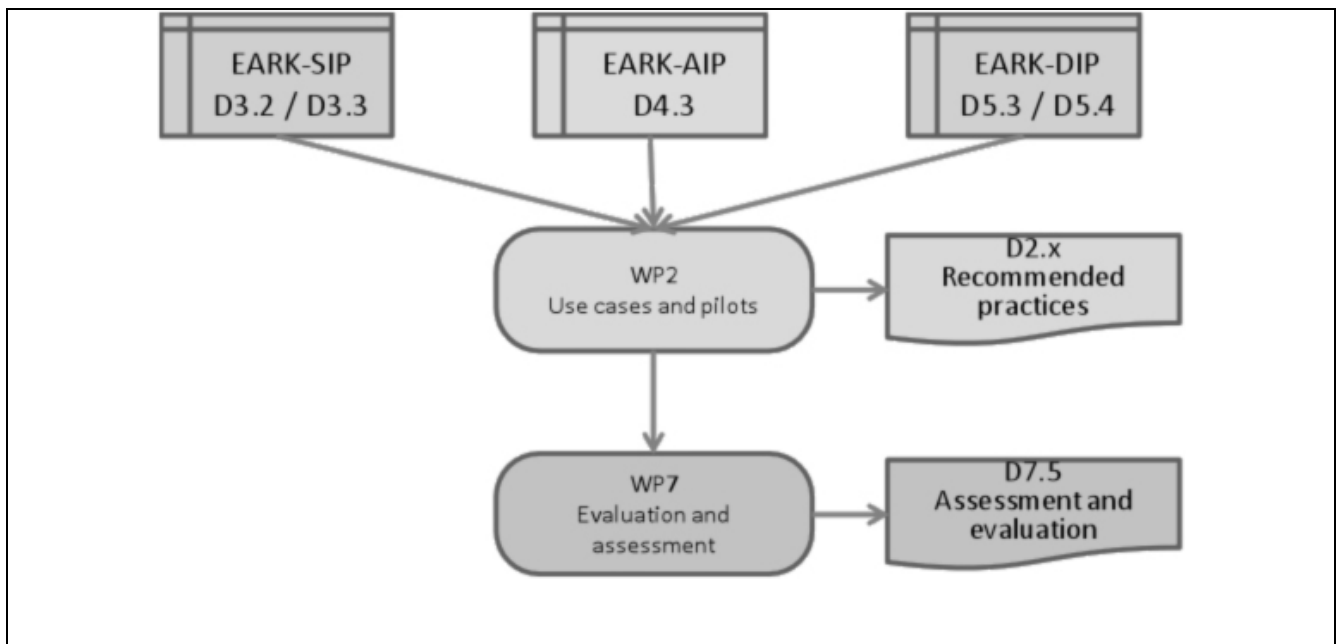 EARK-SIP
D3.2 / D3.3
EARK-AIP
D4.3
EARK-DIP
D5.3 / D5.4
WP2
Use cases and pilots
D2.x
Recommended
practices
WP7
Evaluation and
assessment
D7.5
Assessment and
evaluation